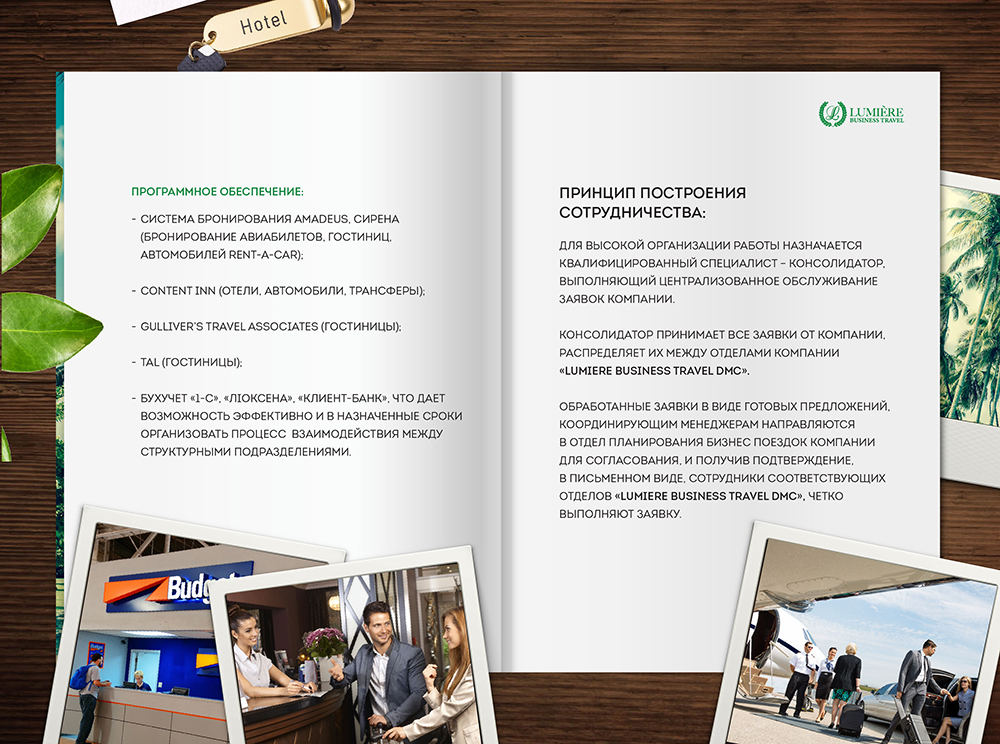 Hotel
LUMIÈRE
BUSINESS TRAVEL
ПРОГРАММНОЕ ОБЕСПЕЧЕНИЕ:
- СИСТЕМА БРОНИРОВАНИЯ AMADEUS, СИРЕНА
(БРОНИРОВАНИЕ АВИАБИЛЕТОВ, ГОСТИНИЦ,
АВТОМОБИЛЕЙ RENT-A-CAR);
- CONTENT INN (ОТЕЛИ, АВТОМОБИЛИ, ТРАНСФЕРЫ);
- GULLIVER'S TRAVEL ASSOCIATES (ГОСТИНИЦЫ);
- TAL (ГОСТИНИЦЫ);
- БУХУЧЕТ «1-С», «ЛІОКСЕНА», «КЛИЕНТ-БАНК», ЧТО ДАЕТ
ВОЗМОЖНОСТЬ ЭФФЕКТИВНО И В НАЗНАЧЕННЫЕ СРОКИ
ОРГАНИЗОВАТЬ ПРОЦЕСС ВЗАИМОДЕЙСТВИЯ МЕЖДУ
СТРУКТУРНЫМИ ПОДРАЗДЕЛЕНИЯМИ.
ПРИНЦИП ПОСТРОЕНИЯ
СОТРУДНИЧЕСТВА:
ДЛЯ ВЫСОКОЙ ОРГАНИЗАЦИИ РАБОТЫ НАЗНАЧАЕТСЯ
КВАЛИФИЦИРОВАННЫЙ СПЕЦИАЛИСТ – КОНСОЛИДАТОР,
ВЫПОЛНЯЮЩИЙ ЦЕНТРАЛИЗОВАННОЕ ОБСЛУЖИВАНИЕ
ЗАЯВОК КОМПАНИИ.
КОНСОЛИДАТОР ПРИНИМАЕТ ВСЕ ЗАЯВКИ ОТ КОМПАНИИ,
РАСПРЕДЕЛЯЕТ ИХ МЕЖДУ ОТДЕЛАМИ КОМПАНИИ
«LUMIERE BUSINESS TRAVEL DMC».
ОБРАБОТАННЫЕ ЗАЯВКИ В ВИДЕ ГОТОВЫХ ПРЕДЛОЖЕНИЙ,
КООРДИНИРУЮЩИМ МЕНЕДЖЕРАМ НАПРАВЛЯЮТСЯ
В ОТДЕЛ ПЛАНИРОВАНИЯ БИЗНЕС ПОЕЗДОК КОМПАНИИ
ДЛЯ СОГЛАСОВАНИЯ, И ПОЛУЧИВ ПОДТВЕРЖДЕНИЕ,
В ПИСЬМЕННОМ ВИДЕ, СОТРУДНИКИ СООТВЕТСТВУЮЩИХ
ОТДЕЛОВ «LUMIERE BUSINESS TRAVEL DMC», ЧЕТКО
ВЫПОЛНЯЮТ ЗАЯВКУ.
Budget